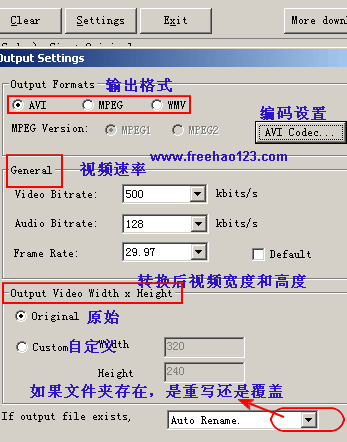 Clear Settings Exit More down
Output Settings
Output Formats 输出格式
AVI MPEG WMV
编码设置
MPEG Version: MPEG1 MPEG2 AVI Codec...
www.freehao123.com
General 视频速率
Video Bitrate: 500 kbits/s
Audio Bitrate: 128 kbits/s
Frame Rate: 29.97 Default
转换后视频宽度和高度
Output Video Width x Height
Original 原始
Custom 自定义 Width 320
Height 240
如果文件夹存在，是重写还是覆盖
If output file exists, Auto Rename.